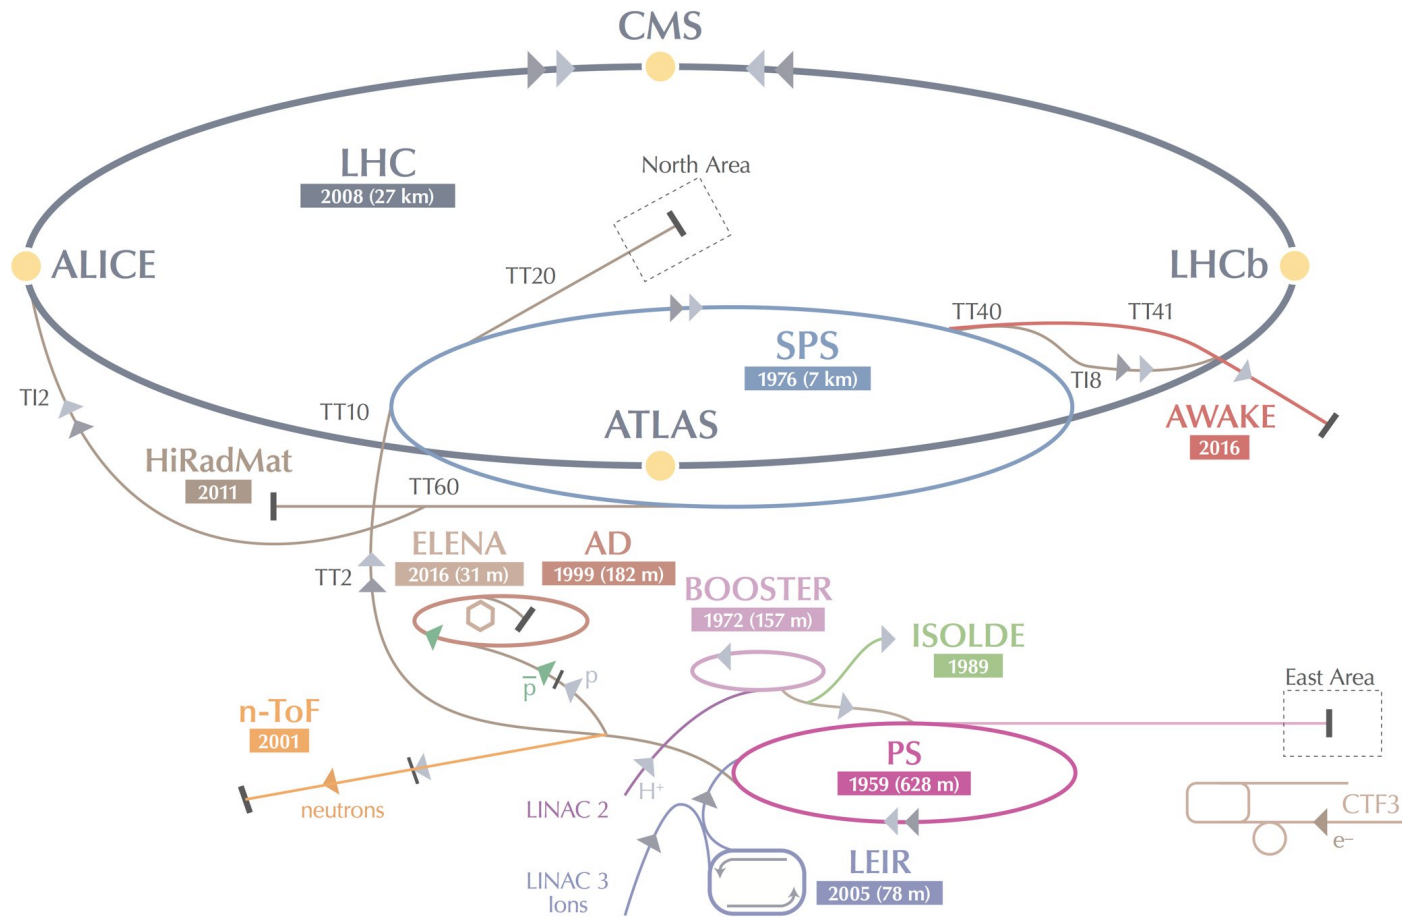 CMS
LHC
2008 (27 km)
North Area
ALICE
LHCb
TT20
TT40
TT41
SPS
1976 (7 km)
TI8
TI2
TT10
ATLAS
AWAKE
2016
HiRadMat
2011
TT60
ELENA
2016 (31 m)
AD
1999 (182 m)
TT2
BOOSTER
1972 (157 m)
ISOLDE
1989
p̅
p
East Area
n-ToF
2001
neutrons
PS
1959 (628 m)
H⁺
LINAC 2
CTF3
e⁻
LEIR
2005 (78 m)
LINAC 3
Ions